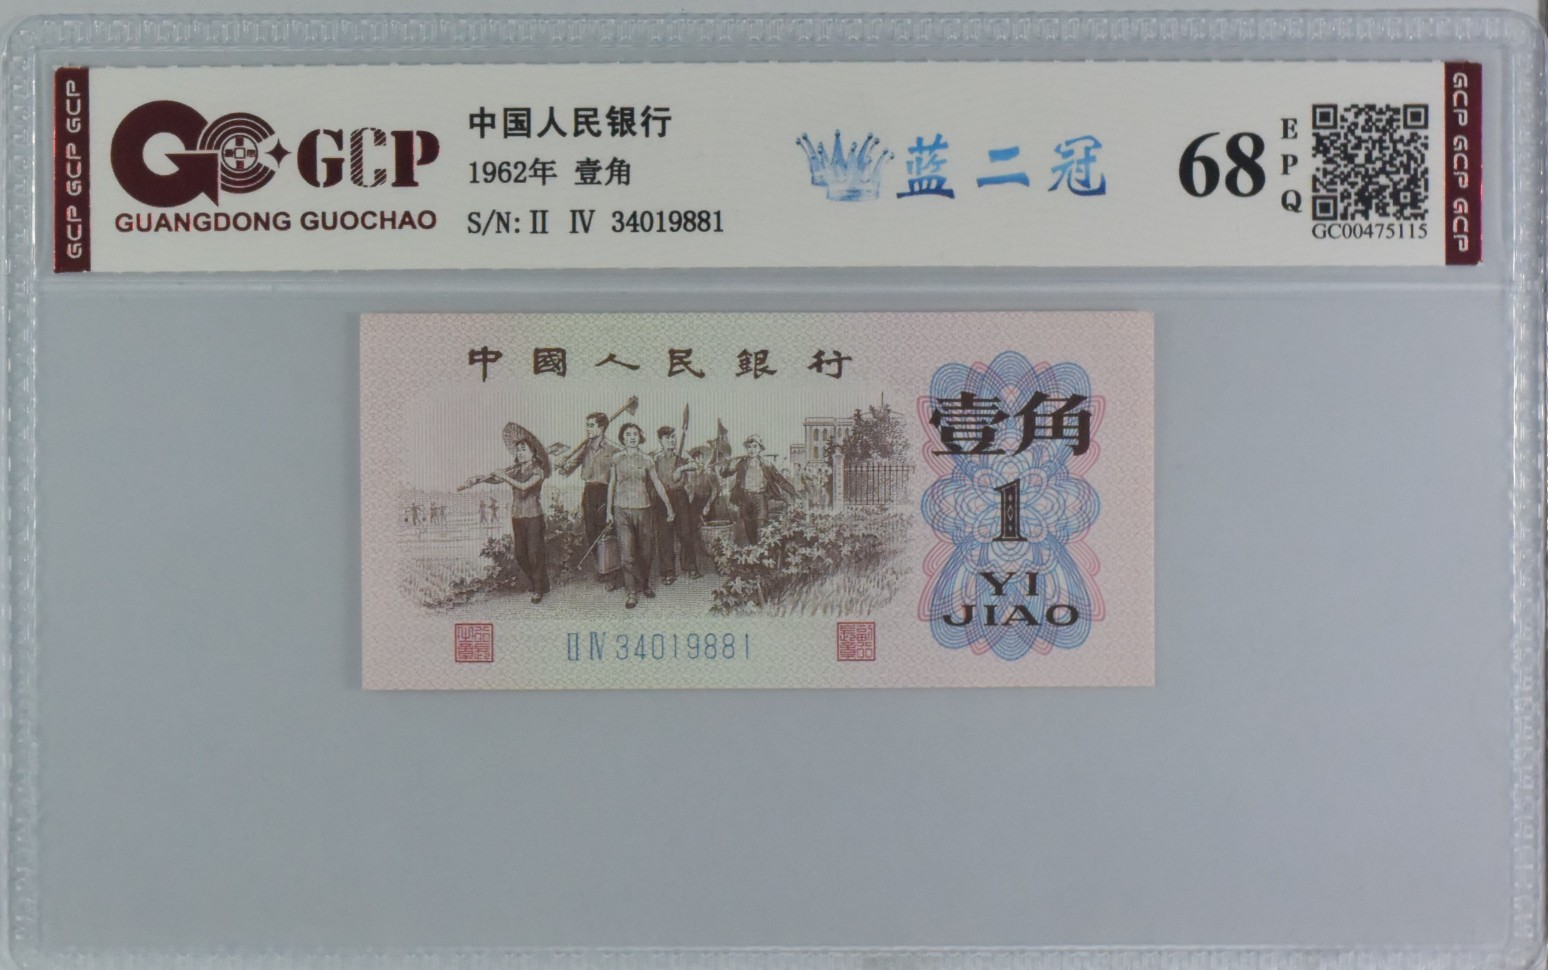 GCP GCP GCP
GCP
GUANGDONG GUOCHAO
中国人民银行
1962年 壹角
S/N: II IV 34019881
蓝二冠
68
EPQ
GC00475115
GCP GCP GCP
中國人民銀行
壹角
1
YI
JIAO
II IV 34019881